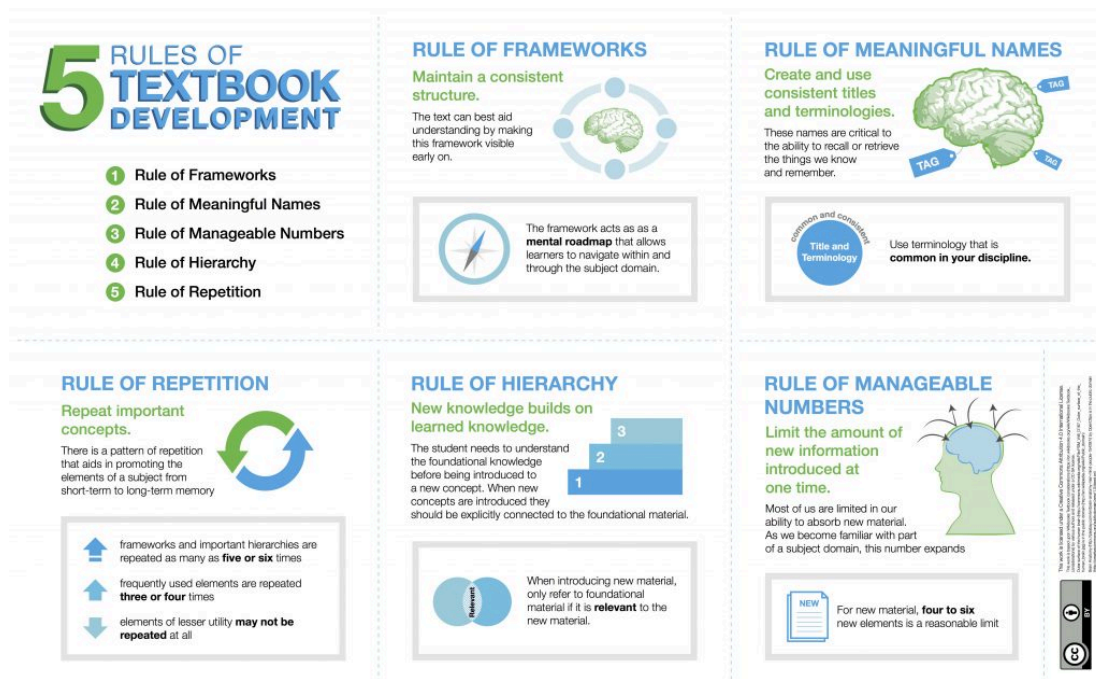 5 RULES OF
TEXTBOOK
DEVELOPMENT
1 Rule of Frameworks
2 Rule of Meaningful Names
3 Rule of Manageable Numbers
4 Rule of Hierarchy
5 Rule of Repetition
RULE OF FRAMEWORKS
Maintain a consistent
structure.
The text can best aid
understanding by making
this framework visible
early on.
The framework acts as as a
mental roadmap that allows
learners to navigate within and
through the subject domain.
RULE OF MEANINGFUL NAMES
Create and use
consistent titles
and terminologies.
These names are critical to
the ability to recall or retrieve
the things we know
and remember.
TAG
TAG
TAG
common and consistent
Title and
Terminology
Use terminology that is
common in your discipline.
RULE OF REPETITION
Repeat important
concepts.
There is a pattern of repetition
that aids in promoting the
elements of a subject from
short-term to long-term memory
frameworks and important hierarchies are
repeated as many as five or six times
frequently used elements are repeated
three or four times
elements of lesser utility may not be
repeated at all
RULE OF HIERARCHY
New knowledge builds on
learned knowledge.
The student needs to understand
the foundational knowledge
before being introduced to
a new concept. When new
concepts are introduced they
should be explicitly connected to the foundational material.
3
2
1
Relevant
When introducing new material,
only refer to foundational
material if it is relevant to the
new material.
RULE OF MANAGEABLE
NUMBERS
Limit the amount of
new information
introduced at
one time.
Most of us are limited in our
ability to absorb new material.
As we become familiar with part
of a subject domain, this number expands
NEW
For new material, four to six
new elements is a reasonable limit
This work is licensed under a Creative Commons Attribution 4.0 International License.
cc
BY